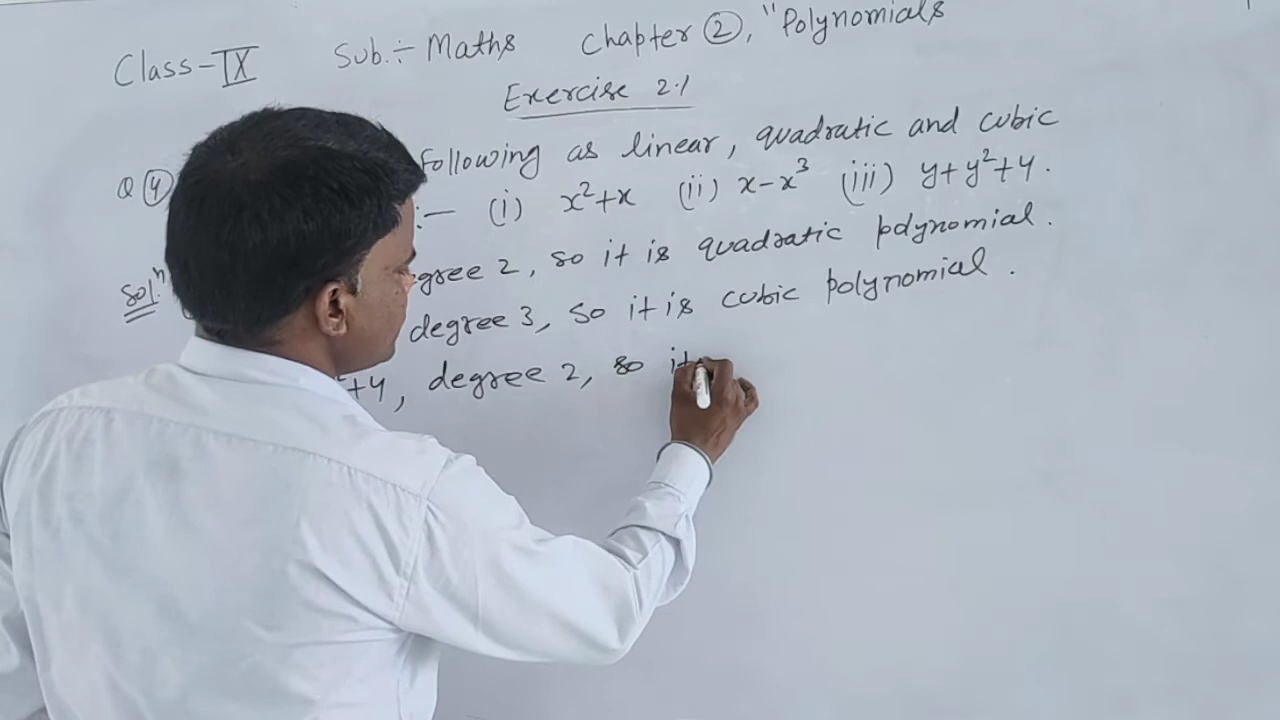 Class-IX Sub.÷ Maths Chapter ②, "Polynomials
Exercise 2.1
Q ④ Following as linear, quadratic and cubic
:— (i) x²+x (ii) x-x³ (iii) y+y²+4.
Solⁿ gree 2, so it is quadratic polynomial.
degree 3, so it is cubic polynomial.
²+4, degree 2, so it